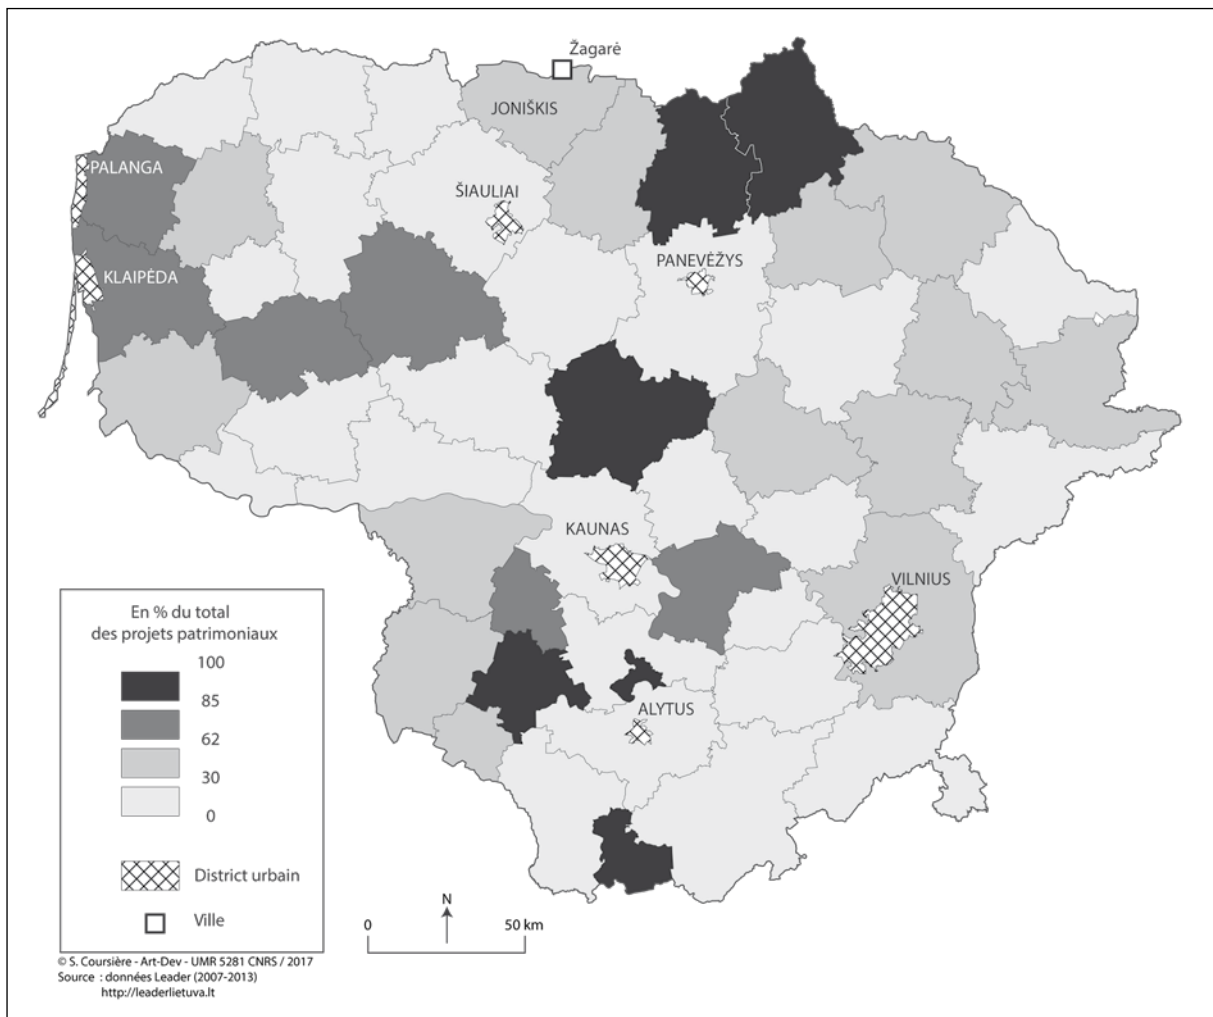 Žagarė
JONIŠKIS
PALANGA
ŠIAULIAI
PANEVĖŽYS
KLAIPĖDA
KAUNAS
VILNIUS
ALYTUS
En % du total
des projets patrimoniaux
100
85
62
30
0
District urbain
Ville
N
0
50 km
© S. Coursière - Art-Dev - UMR 5281 CNRS / 2017
Source : données Leader (2007-2013)
http://leaderlietuva.lt